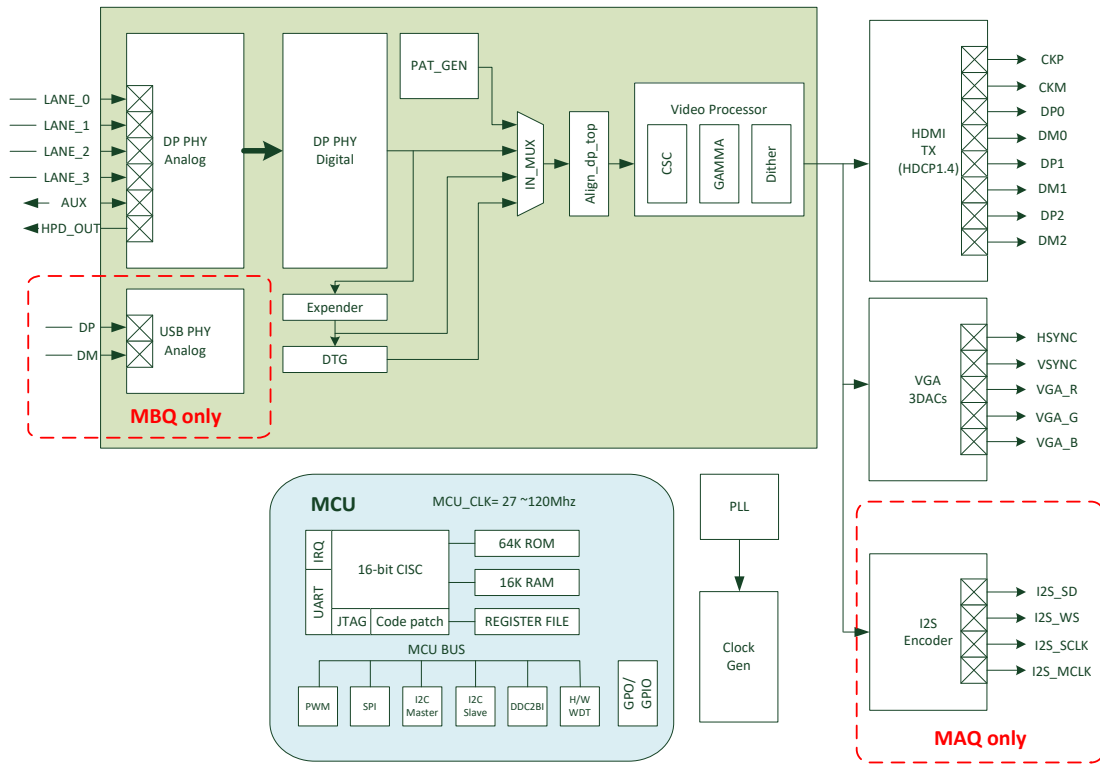 LANE_0
LANE_1
LANE_2
LANE_3
AUX
HPD_OUT
DP PHY
Analog
DP PHY
Digital
PAT_GEN
IN_MUX
Align_dp_top
Video Processor
CSC
GAMMA
Dither
HDMI
TX
(HDCP1.4)
CKP
CKM
DP0
DM0
DP1
DM1
DP2
DM2
DP
DM
USB PHY
Analog
MBQ only
Expender
DTG
VGA
3DACs
HSYNC
VSYNC
VGA_R
VGA_G
VGA_B
MCU
MCU_CLK= 27 ~120Mhz
IRQ
UART
16-bit CISC
JTAG
Code patch
64K ROM
16K RAM
REGISTER FILE
MCU BUS
PWM
SPI
I2C
Master
I2C
Slave
DDC2BI
H/W
WDT
GPO/
GPIO
PLL
Clock
Gen
I2S
Encoder
I2S_SD
I2S_WS
I2S_SCLK
I2S_MCLK
MAQ only